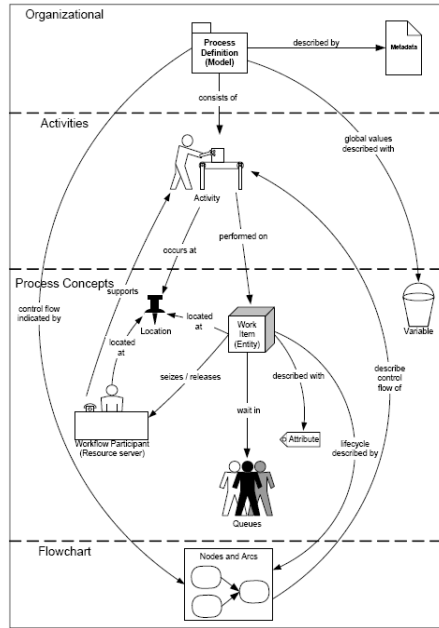 Organizational
Process
Definition
(Model)
described by
Metadata
consists of
Activities
global values
described with
Activity
occurs at
performed on
Process Concepts
supports
control flow
indicated by
Location
located
at
located
at
Work
Item
(Entity)
Variable
describe
control
flow of
seizes / releases
described with
Workflow Participant
(Resource server)
wait in
Attribute
lifecycle
described by
Queues
Flowchart
Nodes and Arcs